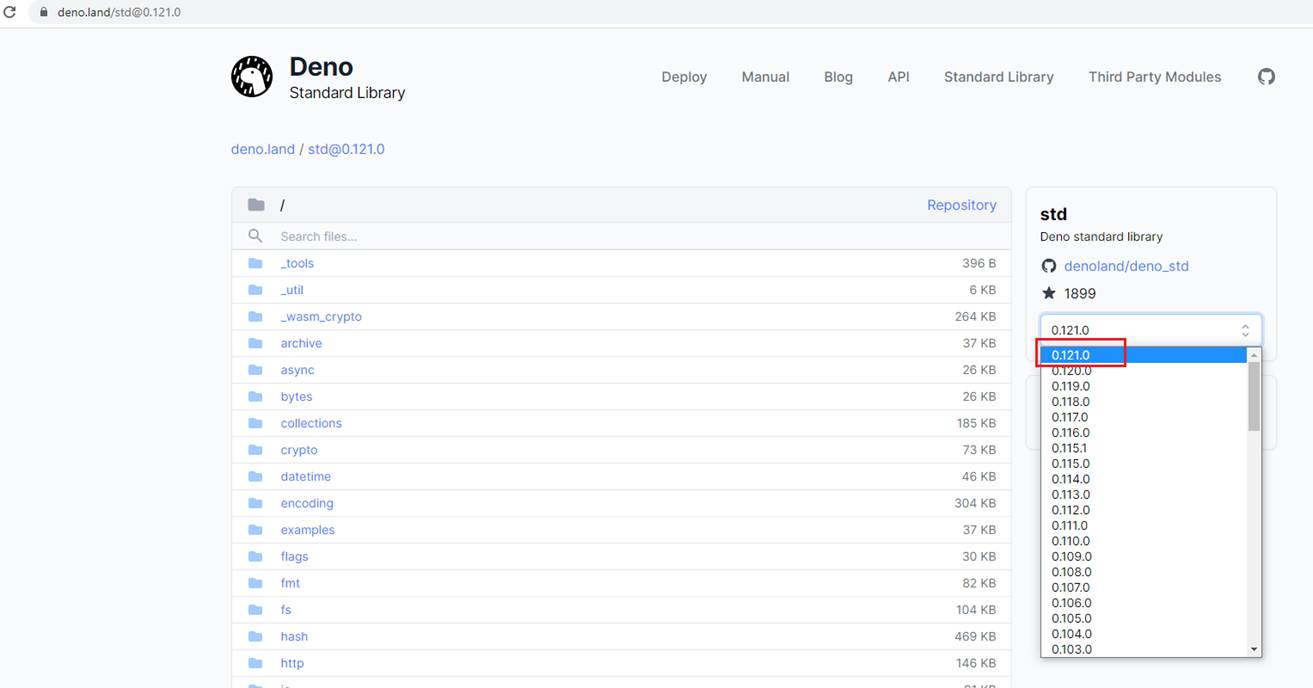 deno.land/std@0.121.0
Deno
Standard Library
Deploy Manual Blog API Standard Library Third Party Modules
deno.land / std@0.121.0
/ Repository
Search files...
_tools 396 B
_util 6 KB
_wasm_crypto 264 KB
archive 37 KB
async 26 KB
bytes 26 KB
collections 185 KB
crypto 73 KB
datetime 46 KB
encoding 304 KB
examples 37 KB
flags 30 KB
fmt 82 KB
fs 104 KB
hash 469 KB
http 146 KB
std
Deno standard library
denoland/deno_std
1899
0.121.0
0.121.0
0.120.0
0.119.0
0.118.0
0.117.0
0.116.0
0.115.1
0.115.0
0.114.0
0.113.0
0.112.0
0.111.0
0.110.0
0.109.0
0.108.0
0.107.0
0.106.0
0.105.0
0.104.0
0.103.0